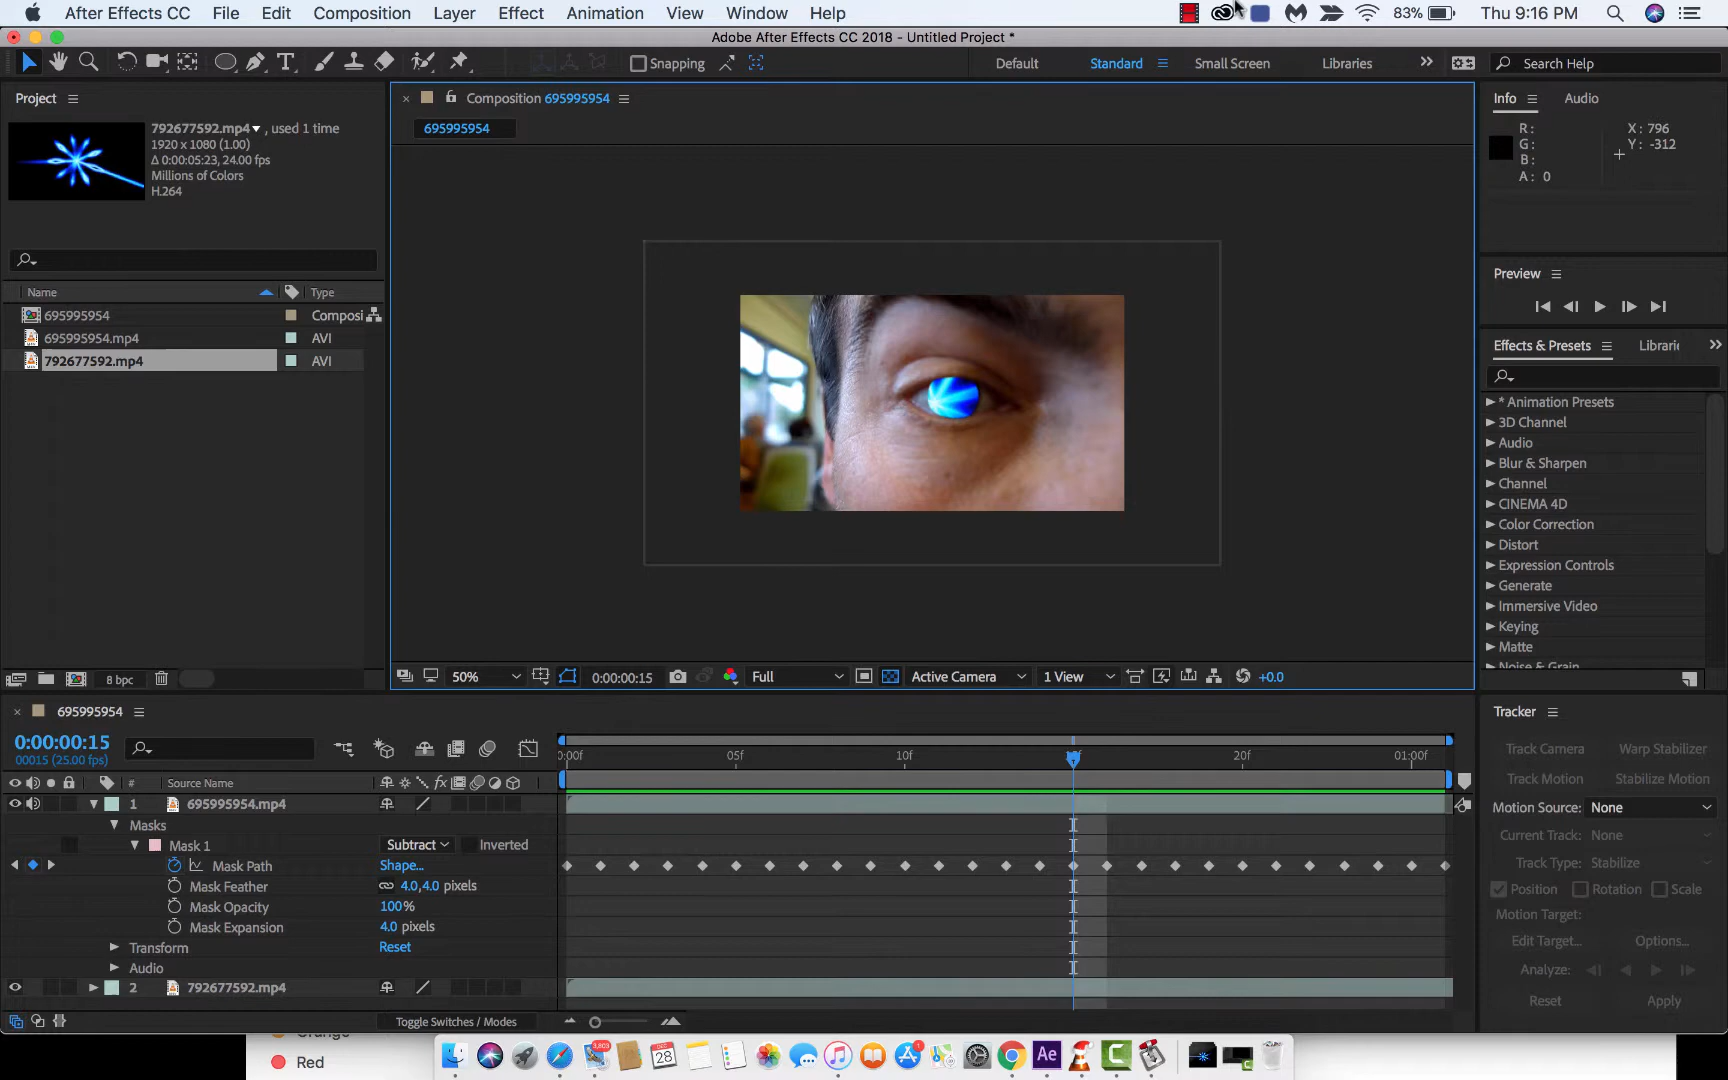 After Effects CC File Edit Composition Layer Effect Animation View Window Help 83% Thu 9:16 PM
Adobe After Effects CC 2018 - Untitled Project *
Snapping Default Standard Small Screen Libraries Search Help
Project
792677592.mp4 , used 1 time
1920 x 1080 (1.00)
Δ 0:00:05:23, 24.00 fps
Millions of Colors
H.264
Name Type
695995954 Composi
695995954.mp4 AVI
792677592.mp4 AVI
8 bpc
Composition 695995954
695995954
50% 0:00:00:15 Full Active Camera 1 View +0.0
Info Audio
R: X: 796
G: Y: -312
B:
A: 0
Preview
Effects & Presets Librari
* Animation Presets
3D Channel
Audio
Blur & Sharpen
Channel
CINEMA 4D
Color Correction
Distort
Expression Controls
Generate
Immersive Video
Keying
Matte
Noise & Grain
695995954
0:00:00:15
00015 (25.00 fps)
0:00f 05f 10f 20f 01:00f
# Source Name
1 695995954.mp4
Masks
Mask 1 Subtract Inverted
Mask Path Shape...
Mask Feather 4.0,4.0 pixels
Mask Opacity 100%
Mask Expansion 4.0 pixels
Transform Reset
Audio
2 792677592.mp4
Toggle Switches / Modes
Tracker
Track Camera Warp Stabilizer
Track Motion Stabilize Motion
Motion Source: None
Current Track: None
Track Type: Stabilize
Position Rotation Scale
Motion Target:
Edit Target... Options...
Analyze:
Reset Apply
Orange
Red
3,803
DEC
28
1
Ae